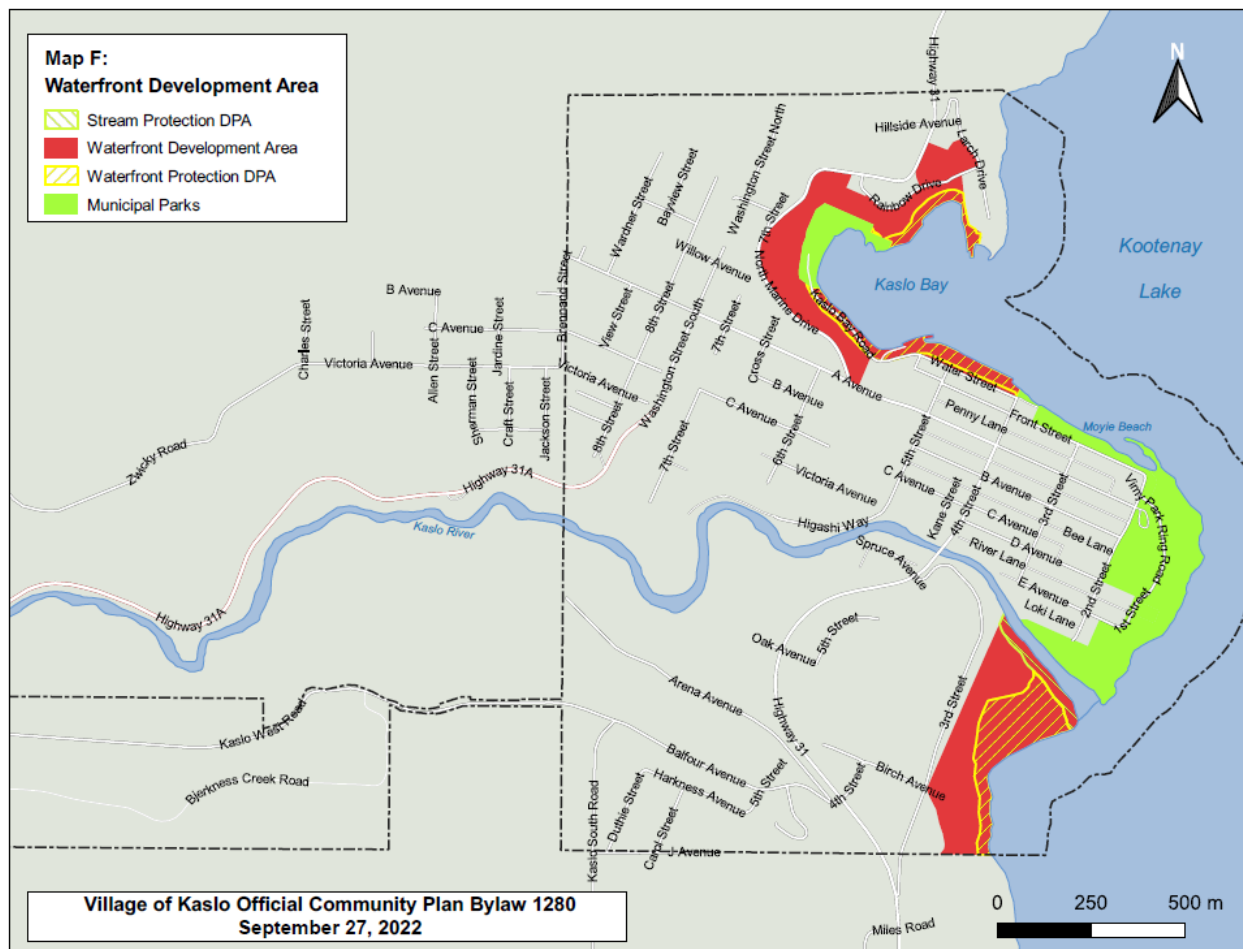 Map F:
Waterfront Development Area
Stream Protection DPA
Waterfront Development Area
Waterfront Protection DPA
Municipal Parks
N
Highway 31
Hillside Avenue
Larch Drive
Rainbow Drive
Washington Street North
Bayview Street
Wardner Street
7th Street
Willow Avenue
North Marine Drive
Kaslo Bay Road
Kaslo Bay
Kootenay
Lake
B Avenue
C Avenue
Charles Street
Victoria Avenue
Allen Street
Jardine Street
Sherman Street
Craft Street
Jackson Street
Brennand Street
View Street
8th Street
Washington Street South
7th Street
Cross Street
Victoria Avenue
8th Street
7th Street
A Avenue
B Avenue
C Avenue
6th Street
Victoria Avenue
5th Street
C Avenue
Water Street
Penny Lane
Front Street
Moyie Beach
Vimy Park Ring Road
B Avenue
3rd Street
Kane Street
4th Street
C Avenue
D Avenue
Bee Lane
River Lane
E Avenue
Loki Lane
2nd Street
1st Street
Zwicky Road
Highway 31A
Kaslo River
Highway 31A
Higashi Way
Spruce Avenue
Oak Avenue
5th Street
Arena Avenue
Highway 31
3rd Street
Kaslo West Road
Bjerkness Creek Road
Balfour Avenue
Harkness Avenue
5th Street
4th Street
Birch Avenue
Kaslo South Road
Duthie Street
Carol Street
J Avenue
Miles Road
Village of Kaslo Official Community Plan Bylaw 1280
September 27, 2022
0 250 500 m